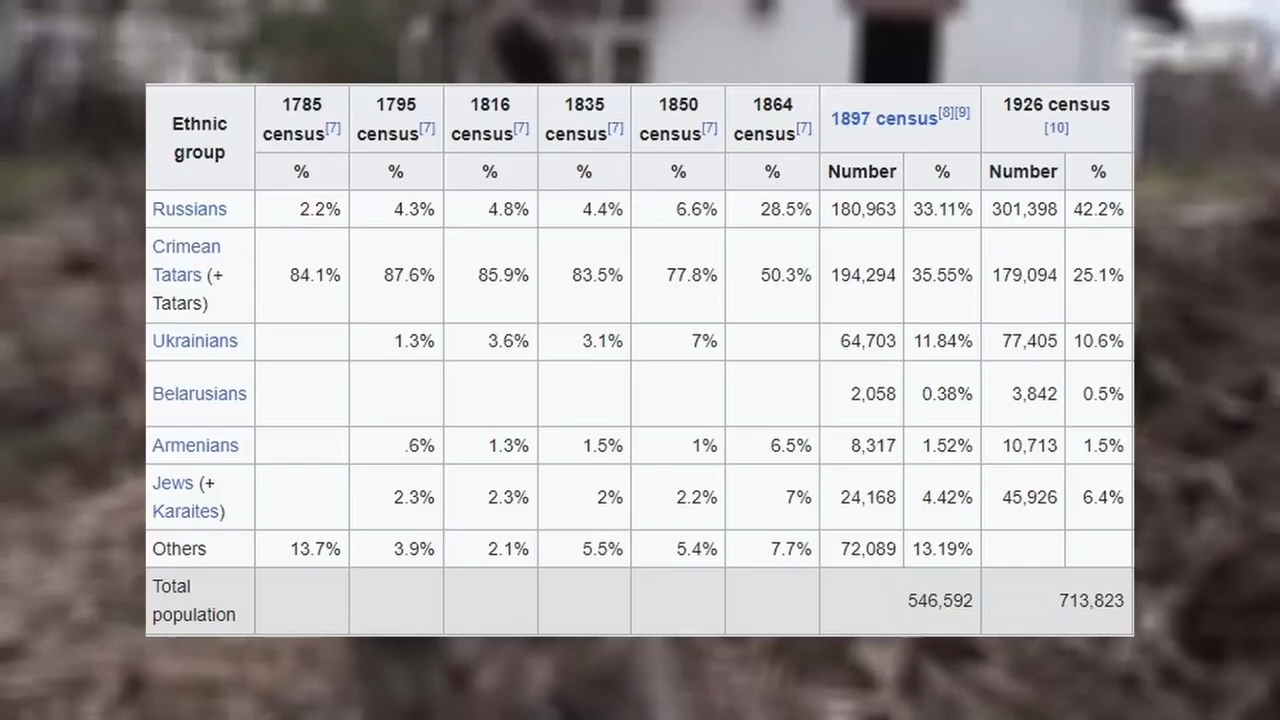 Ethnic group 1785 census[7] 1795 census[7] 1816 census[7] 1835 census[7] 1850 census[7] 1864 census[7] 1897 census[8][9] 1926 census [10]
% % % % % % Number % Number %
Russians 2.2% 4.3% 4.8% 4.4% 6.6% 28.5% 180,963 33.11% 301,398 42.2%
Crimean Tatars (+ Tatars) 84.1% 87.6% 85.9% 83.5% 77.8% 50.3% 194,294 35.55% 179,094 25.1%
Ukrainians 1.3% 3.6% 3.1% 7% 64,703 11.84% 77,405 10.6%
Belarusians 2,058 0.38% 3,842 0.5%
Armenians .6% 1.3% 1.5% 1% 6.5% 8,317 1.52% 10,713 1.5%
Jews (+ Karaites) 2.3% 2.3% 2% 2.2% 7% 24,168 4.42% 45,926 6.4%
Others 13.7% 3.9% 2.1% 5.5% 5.4% 7.7% 72,089 13.19%
Total population 546,592 713,823